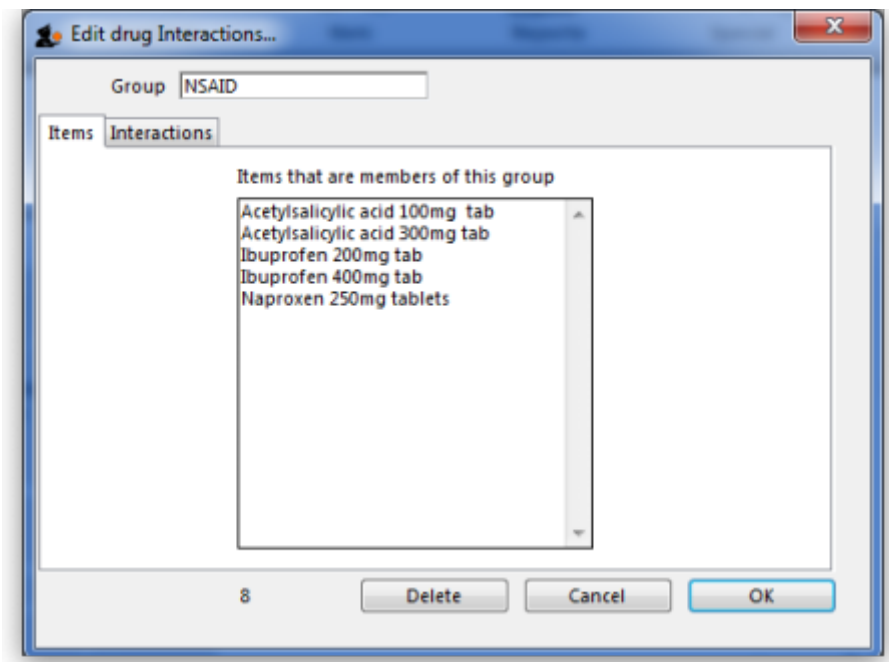 Edit drug Interactions...
Group NSAID
Items Interactions
Items that are members of this group
Acetylsalicylic acid 100mg  tab
Acetylsalicylic acid 300mg tab
Ibuprofen 200mg tab
Ibuprofen 400mg tab
Naproxen 250mg tablets
8 Delete Cancel OK